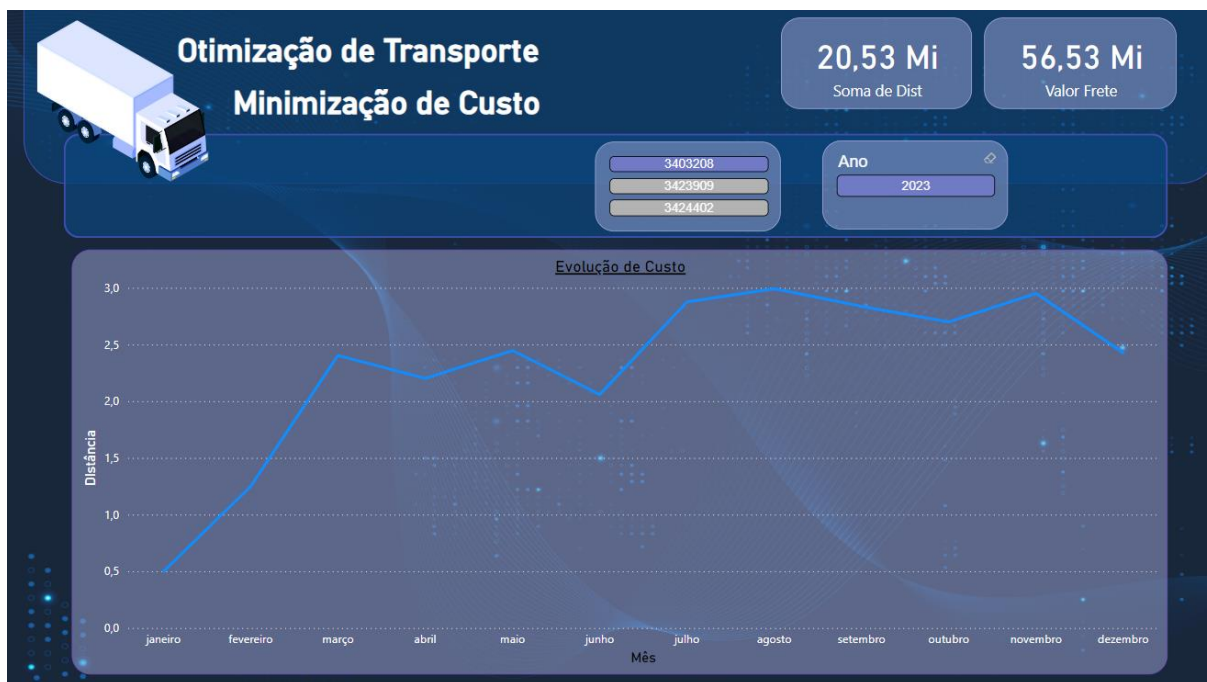 Otimização de Transporte
Minimização de Custo
20,53 Mi
Soma de Dist
56,53 Mi
Valor Frete
3403208
3423909
3424402
Ano
2023
Evolução de Custo
Distância
3,0
2,5
2,0
1,5
1,0
0,5
0,0
janeiro fevereiro março abril maio junho julho agosto setembro outubro novembro dezembro
Mês